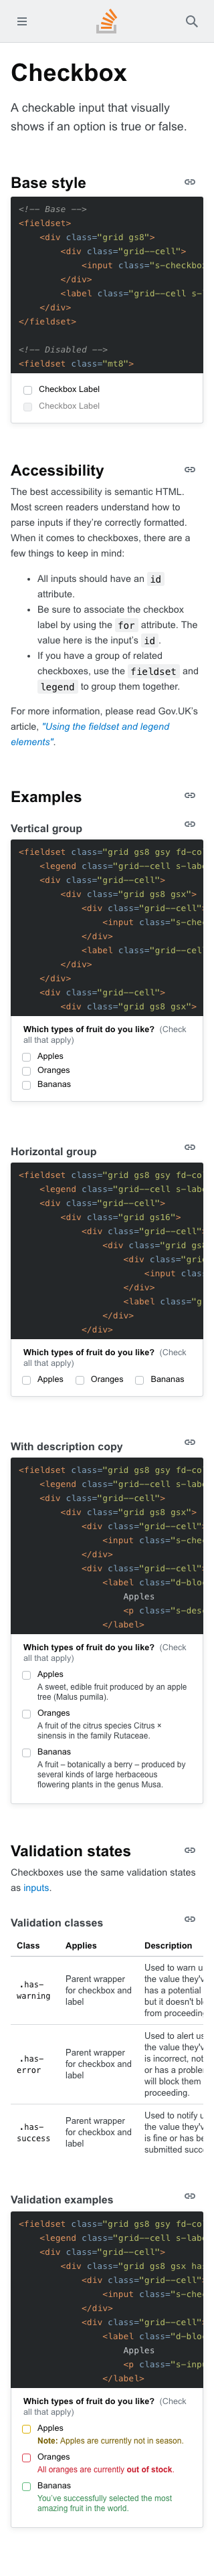 Checkbox
A checkable input that visually
shows if an option is true or false.
Base style
<!-- Base -->
<fieldset>
<div class="grid gs8">
<div class="grid--cell">
<input class="s-checkbo
</div>
<label class="grid--cell s-
</div>
</fieldset>
<!-- Disabled -->
<fieldset class="mt8">
Checkbox Label
Checkbox Label
Accessibility
The best accessibility is semantic HTML.
Most screen readers understand how to
parse inputs if they're correctly formatted.
When it comes to checkboxes, there are a
few things to keep in mind:
• All inputs should have an id
attribute.
• Be sure to associate the checkbox
label by using the for attribute. The
value here is the input's id.
• If you have a group of related
checkboxes, use the fieldset and
legend to group them together.
For more information, please read Gov.UK's
article, "Using the fieldset and legend
elements".
Examples
Vertical group
<fieldset class="grid gs8 gsy fd-co
<legend class="grid--cell s-labe
<div class="grid--cell">
<div class="grid gs8 gsx">
<div class="grid--cell"
<input class="s-che
</div>
<label class="grid--cel
</div>
</div>
<div class="grid--cell">
<div class="grid gs8 gsx">
Which types of fruit do you like? (Check
all that apply)
Apples
Oranges
Bananas
Horizontal group
<fieldset class="grid gs8 gsy fd-co
<legend class="grid--cell s-labe
<div class="grid--cell">
<div class="grid gs16">
<div class="grid--cell"
<div class="grid gs8
<div class="grid
<input class
</div>
<label class="g
</div>
</div>
Which types of fruit do you like? (Check
all that apply)
Apples Oranges Bananas
With description copy
<fieldset class="grid gs8 gsy fd-co
<legend class="grid--cell s-labe
<div class="grid--cell">
<div class="grid gs8 gsx">
<div class="grid--cell"
<input class="s-che
</div>
<div class="grid--cell"
<label class="d-blo
Apples
<p class="s-des
</label>
Which types of fruit do you like? (Check
all that apply)
Apples
A sweet, edible fruit produced by an apple
tree (Malus pumila).
Oranges
A fruit of the citrus species Citrus ×
sinensis in the family Rutaceae.
Bananas
A fruit – botanically a berry – produced by
several kinds of large herbaceous
flowering plants in the genus Musa.
Validation states
Checkboxes use the same validation states
as inputs.
Validation classes
Class Applies Description
.has-
warning
Parent wrapper
for checkbox and
label
Used to warn u
the value they'v
has a potential
but it doesn't bl
from proceedin
.has-
error
Parent wrapper
for checkbox and
label
Used to alert us
the value they'v
is incorrect, not
or has a proble
will block them
proceeding.
.has-
success
Parent wrapper
for checkbox and
label
Used to notify u
the value they'v
is fine or has be
submitted succe
Validation examples
<fieldset class="grid gs8 gsy fd-co
<legend class="grid--cell s-labe
<div class="grid--cell">
<div class="grid gs8 gsx ha
<div class="grid--cell"
<input class="s-che
</div>
<div class="grid--cell"
<label class="d-blo
Apples
<p class="s-inp
</label>
Which types of fruit do you like? (Check
all that apply)
Apples
Note: Apples are currently not in season.
Oranges
All oranges are currently out of stock.
Bananas
You've successfully selected the most
amazing fruit in the world.